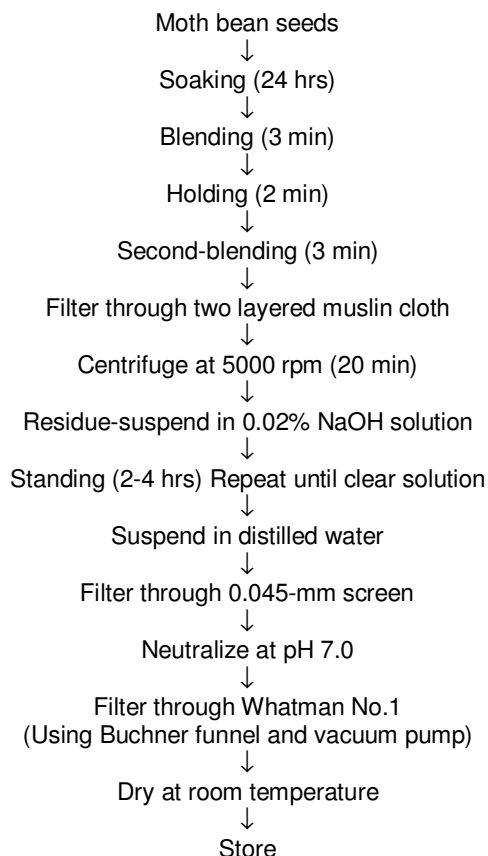 Moth bean seeds
↓
Soaking (24 hrs)
↓
Blending (3 min)
↓
Holding (2 min)
↓
Second-blending (3 min)
↓
Filter through two layered muslin cloth
↓
Centrifuge at 5000 rpm (20 min)
↓
Residue-suspend in 0.02% NaOH solution
↓
Standing (2-4 hrs) Repeat until clear solution
↓
Suspend in distilled water
↓
Filter through 0.045-mm screen
↓
Neutralize at pH 7.0
↓
Filter through Whatman No.1
(Using Buchner funnel and vacuum pump)
↓
Dry at room temperature
↓
Store